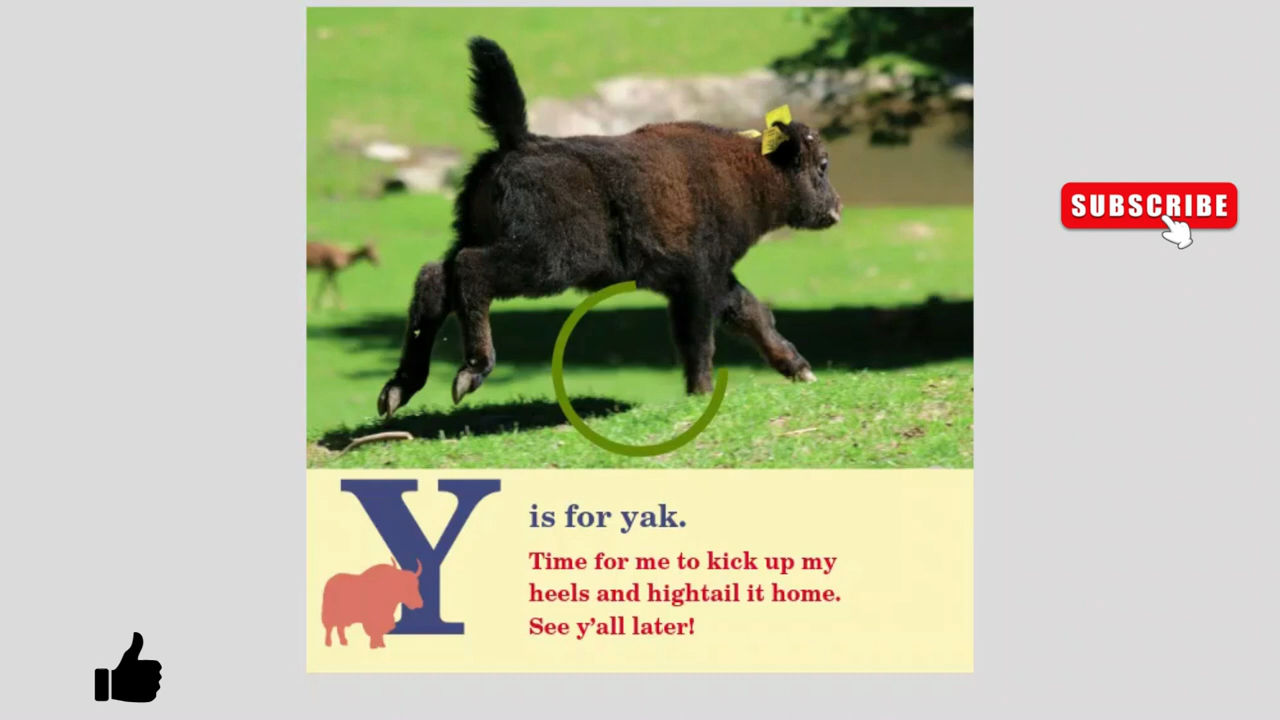 SUBSCRIBE
Y is for yak.
Time for me to kick up my
heels and hightail it home.
See y'all later!